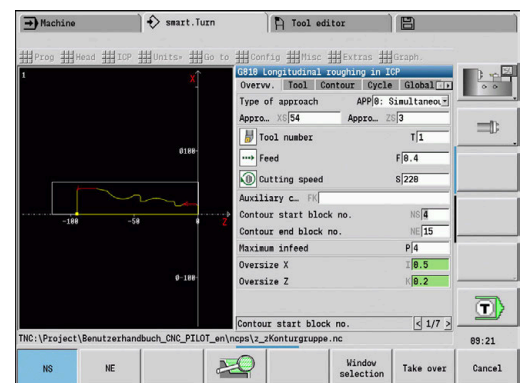 Machine
smart.Turn
Tool editor
Prog
Head
ICP
Units»
Go to
Config
Misc
Extras
Graph.
1
X
0100
-100
-50
0
Z
0-100
G810 Longitudinal roughing in ICP
Overvw.
Tool
Contour
Cycle
Global
Type of approach
APP
0: Simultaneou
Appro…
XS
54
Appro…
ZS
3
Tool number
T
1
Feed
F
0.4
Cutting speed
S
220
Auxiliary c…
FK
Contour start block no.
NS
4
Contour end block no.
NE
15
Maximum infeed
P
4
Oversize X
I
0.5
Oversize Z
K
0.2
Contour start block no.
< 1/7 >
TNC:\Project\Benutzerhandbuch_CNC_PILOT_en\ncps\z_zKonturgruppe.nc
T
09:21
NS
NE
Window selection
Take over
Cancel